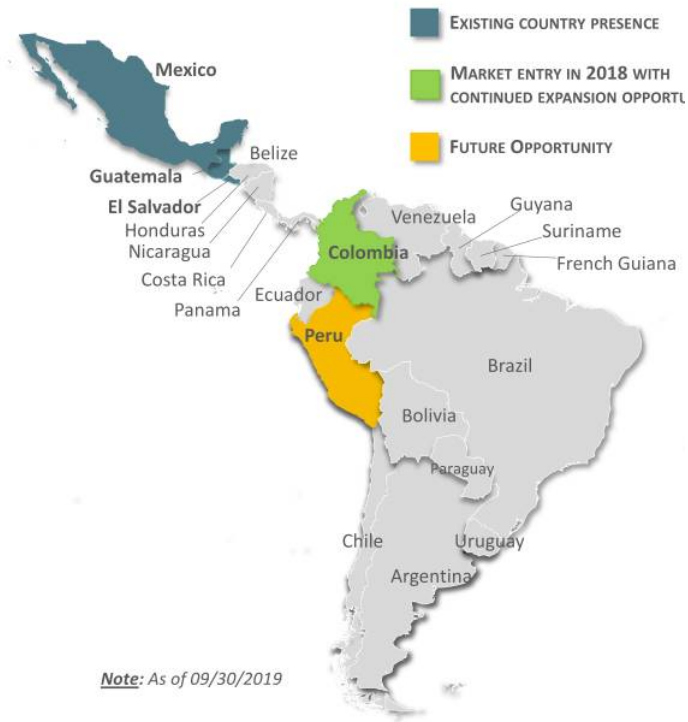 EXISTING COUNTRY PRESENCE
MARKET ENTRY IN 2018 WITH
CONTINUED EXPANSION
FUTURE OPPORTUNITY
Mexico
Belize
Guatemala
El Salvador
Honduras
Nicaragua
Costa Rica
Panama
Colombia
Venezuela
Guyana
Suriname
French Guiana
Ecuador
Peru
Brazil
Bolivia
Paraguay
Chile
Uruguay
Argentina
Note: As of 09/30/2019